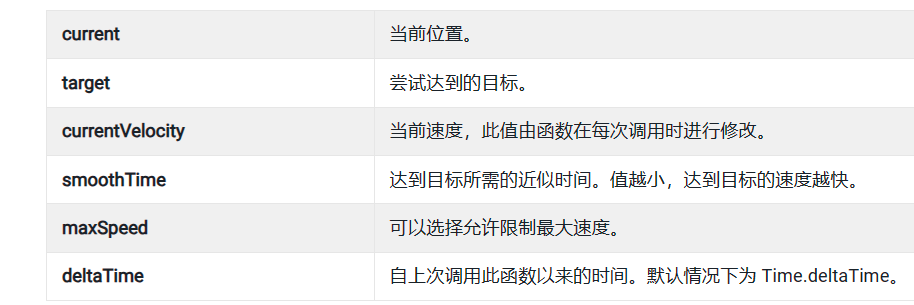 current 当前位置。
target 尝试达到的目标。
currentVelocity 当前速度，此值由函数在每次调用时进行修改。
smoothTime 达到目标所需的近似时间。值越小，达到目标的速度越快。
maxSpeed 可以选择允许限制最大速度。
deltaTime 自上次调用此函数以来的时间。默认情况下为 Time.deltaTime。